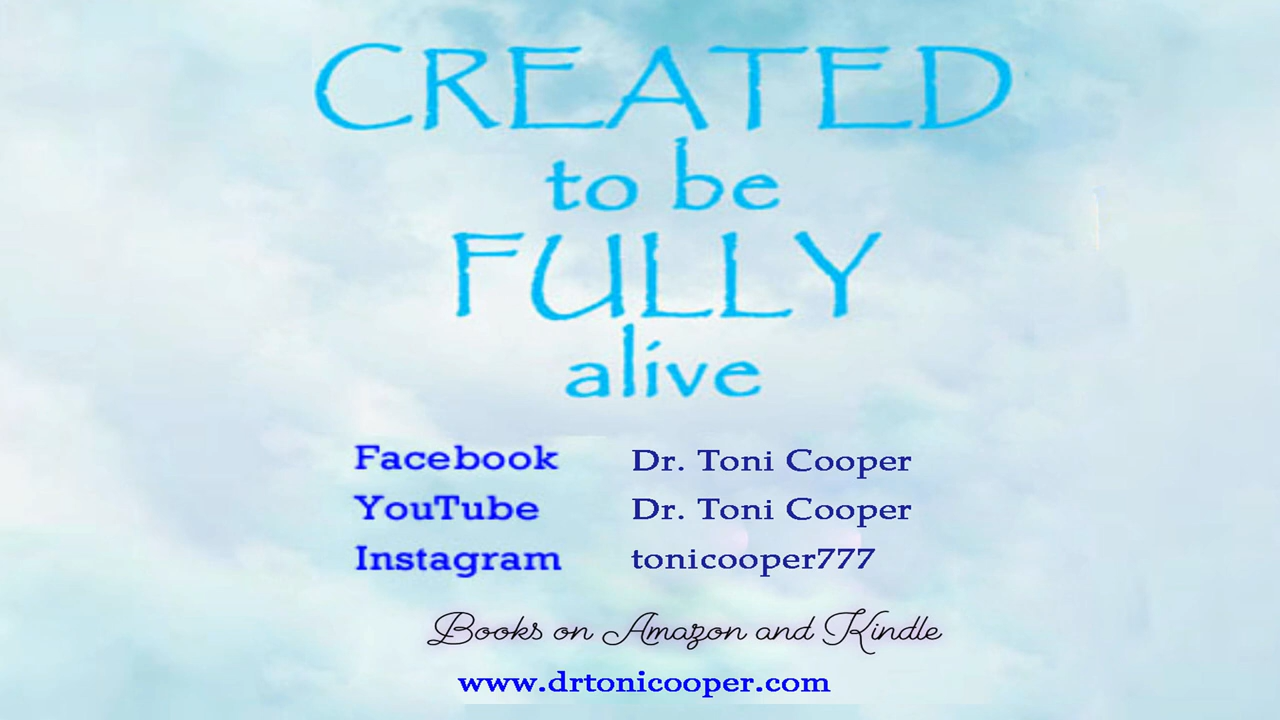 CREATED
to be
FULLY
alive
Facebook Dr. Toni Cooper
YouTube Dr. Toni Cooper
Instagram tonicooper777
Books on Amazon and Kindle
www.drtonicooper.com